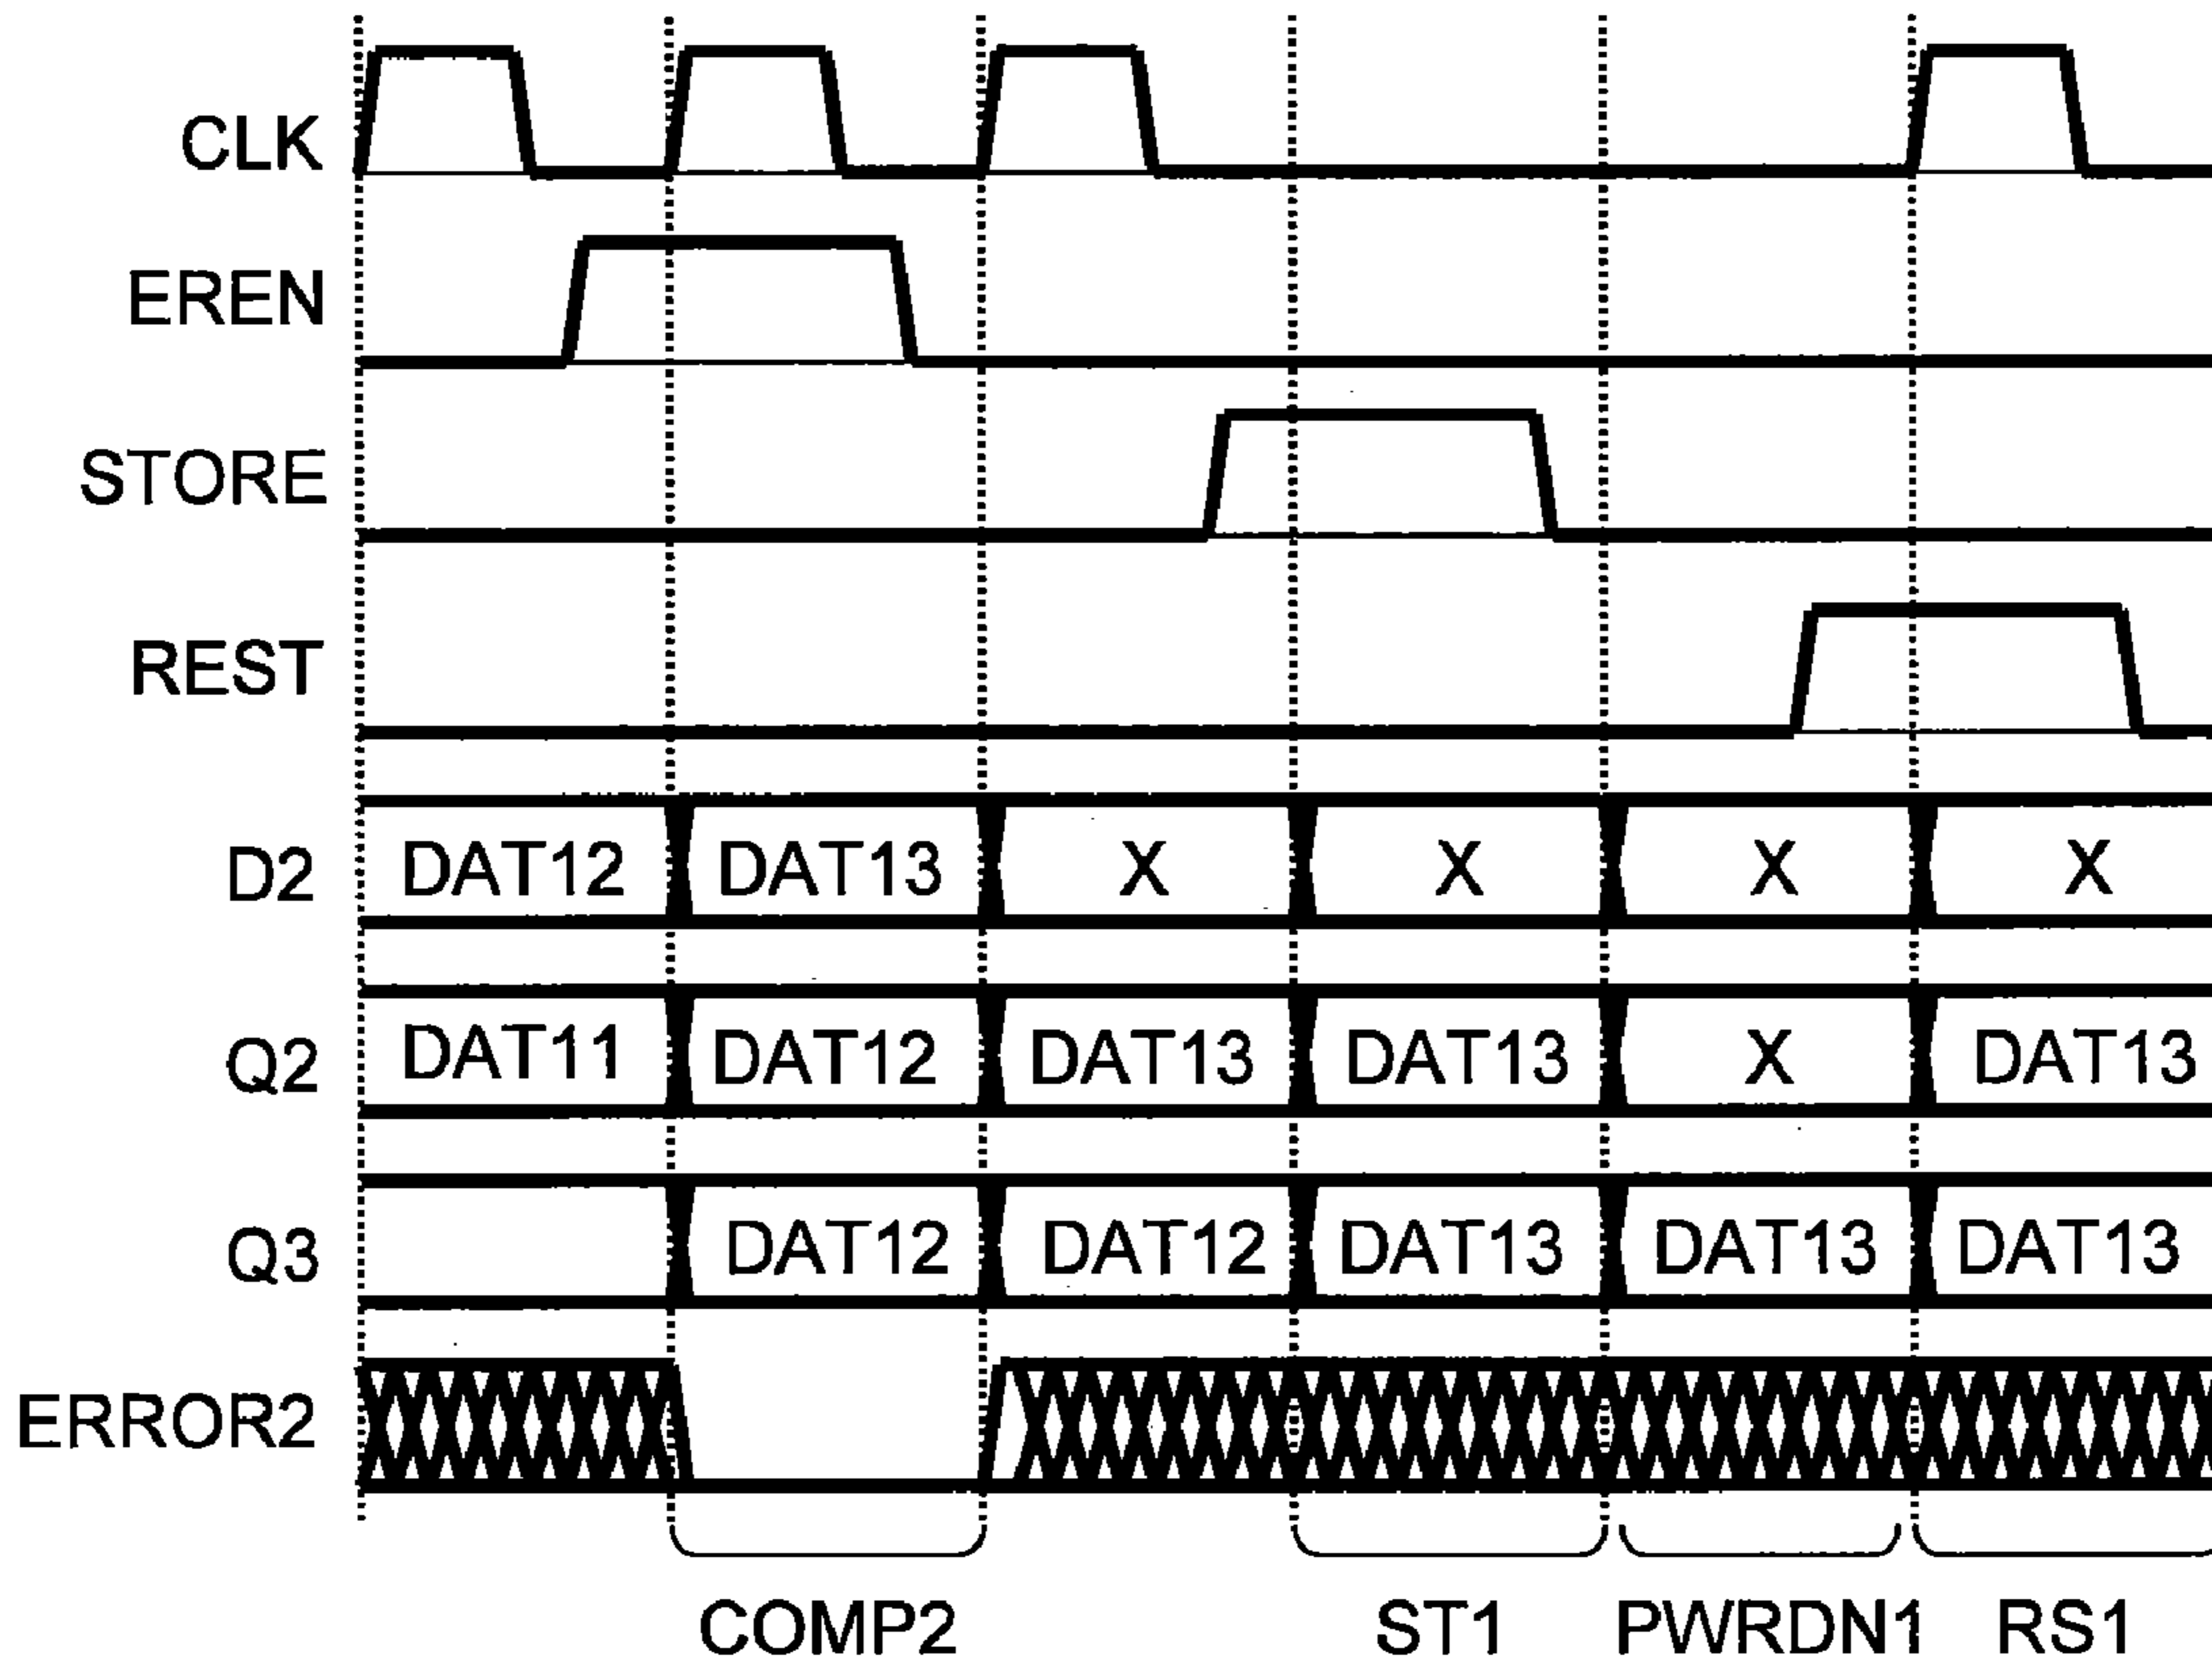 CLK
EREN
STORE
REST
D2 DAT12 DAT13 X X X X
Q2 DAT11 DAT12 DAT13 DAT13 X DAT13
Q3 DAT12 DAT12 DAT13 DAT13 DAT13
ERROR2
COMP2 ST1 PWRDN1 RS1